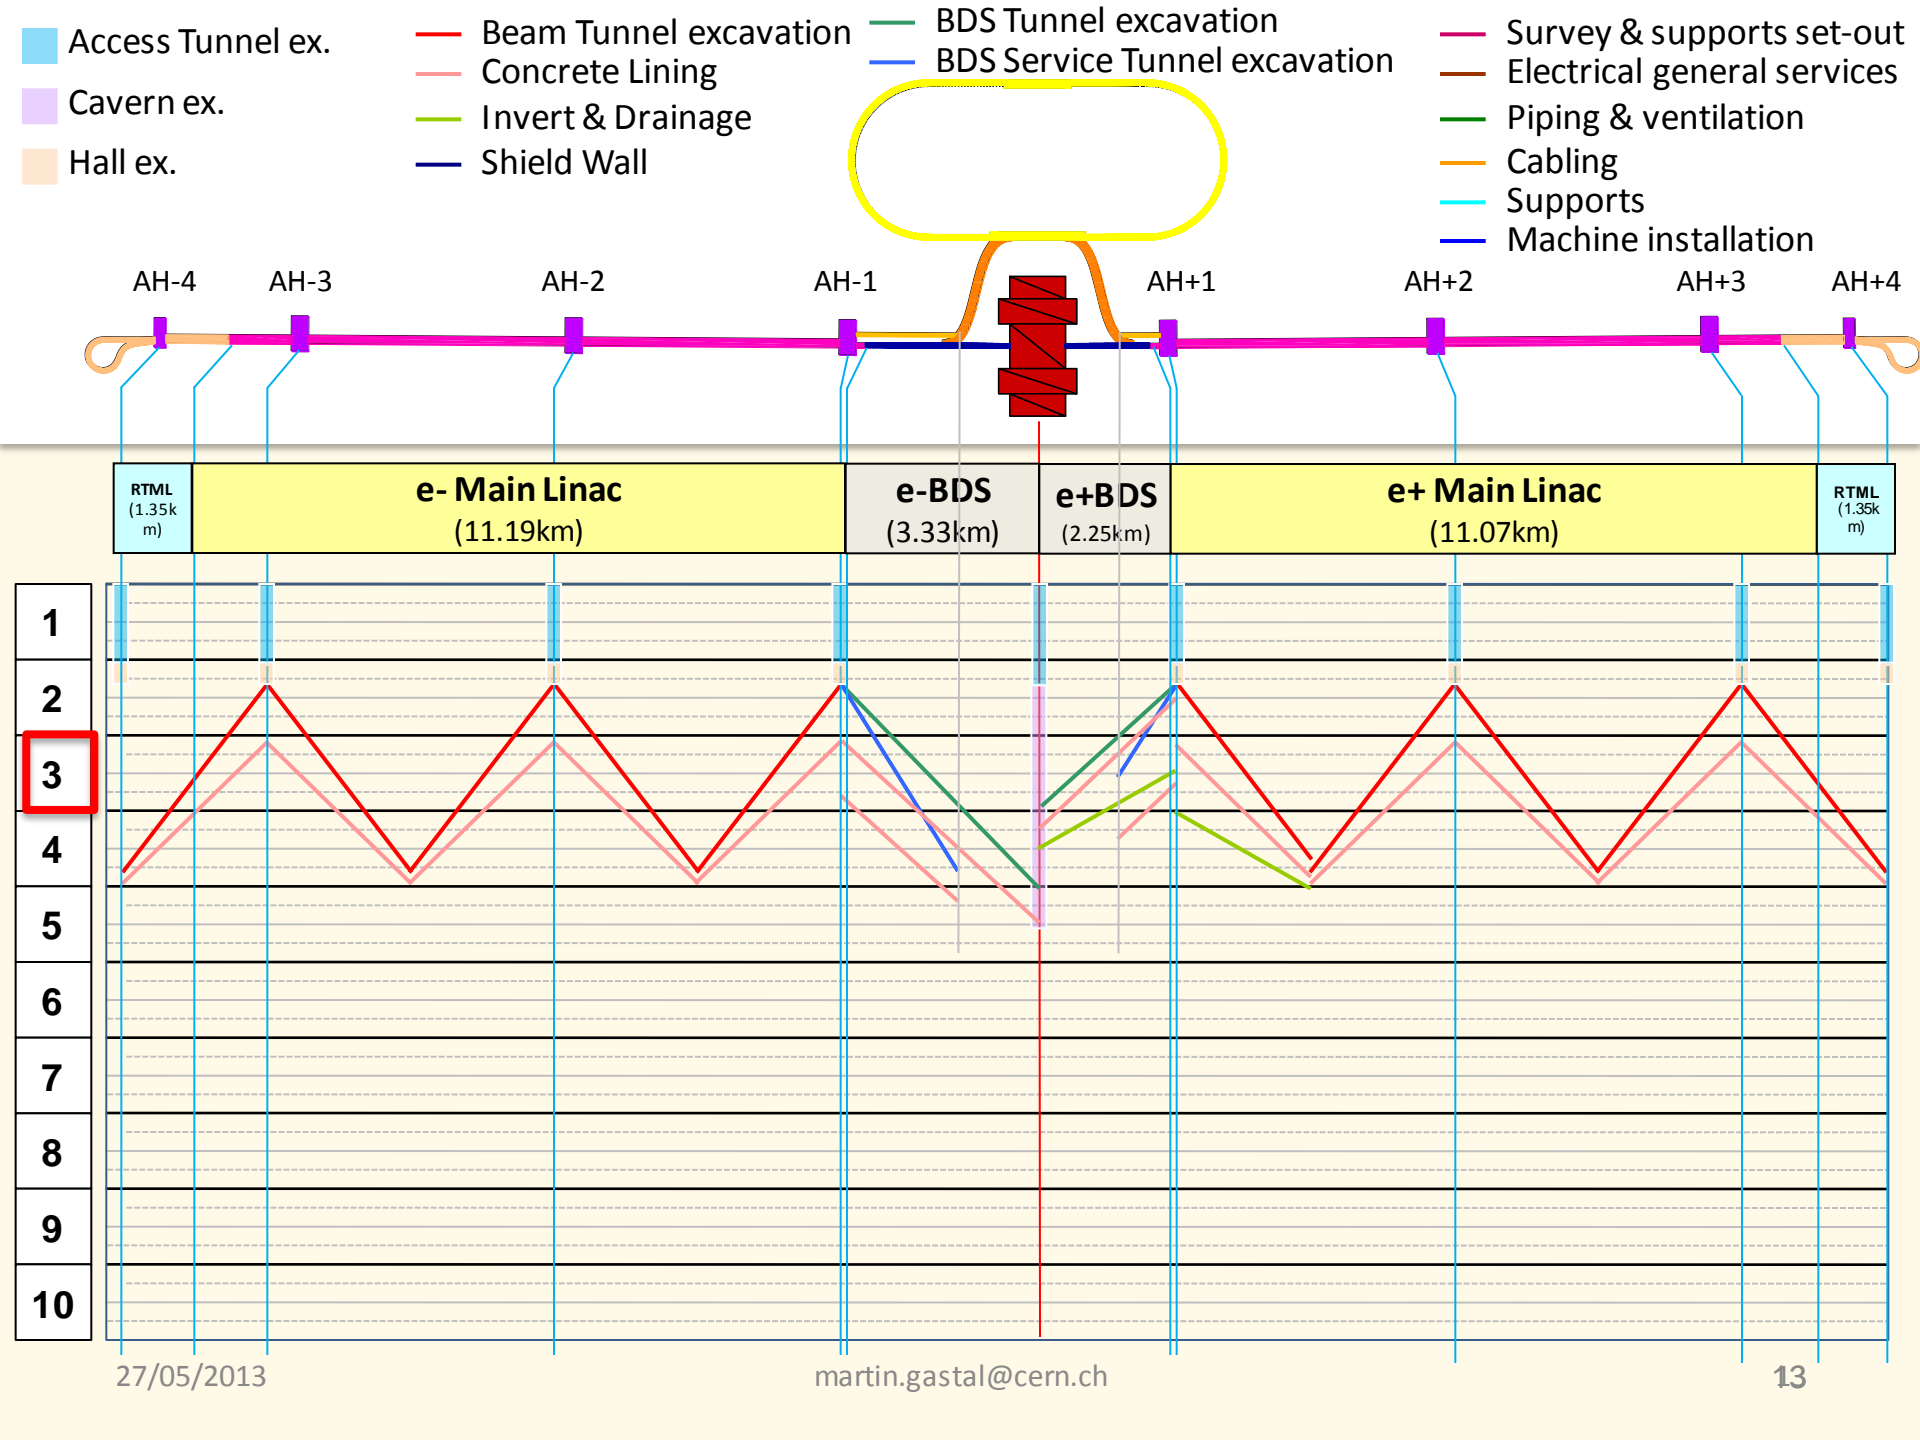 Access Tunnel ex.
Cavern ex.
Hall ex.
Beam Tunnel excavation
Concrete Lining
Invert & Drainage
Shield Wall
BDS Tunnel excavation
BDS Service Tunnel excavation
Survey & supports set-out
Electrical general services
Piping & ventilation
Cabling
Supports
Machine installation
AH-4 AH-3 AH-2 AH-1 AH+1 AH+2 AH+3 AH+4
RTML
(1.35k
m)
e- Main Linac
(11.19km)
e-BDS
(3.33km)
e+BDS
(2.25km)
e+ Main Linac
(11.07km)
RTML
(1.35k
m)
1
2
3
4
5
6
7
8
9
10
27/05/2013 martin.gastal@cern.ch 13